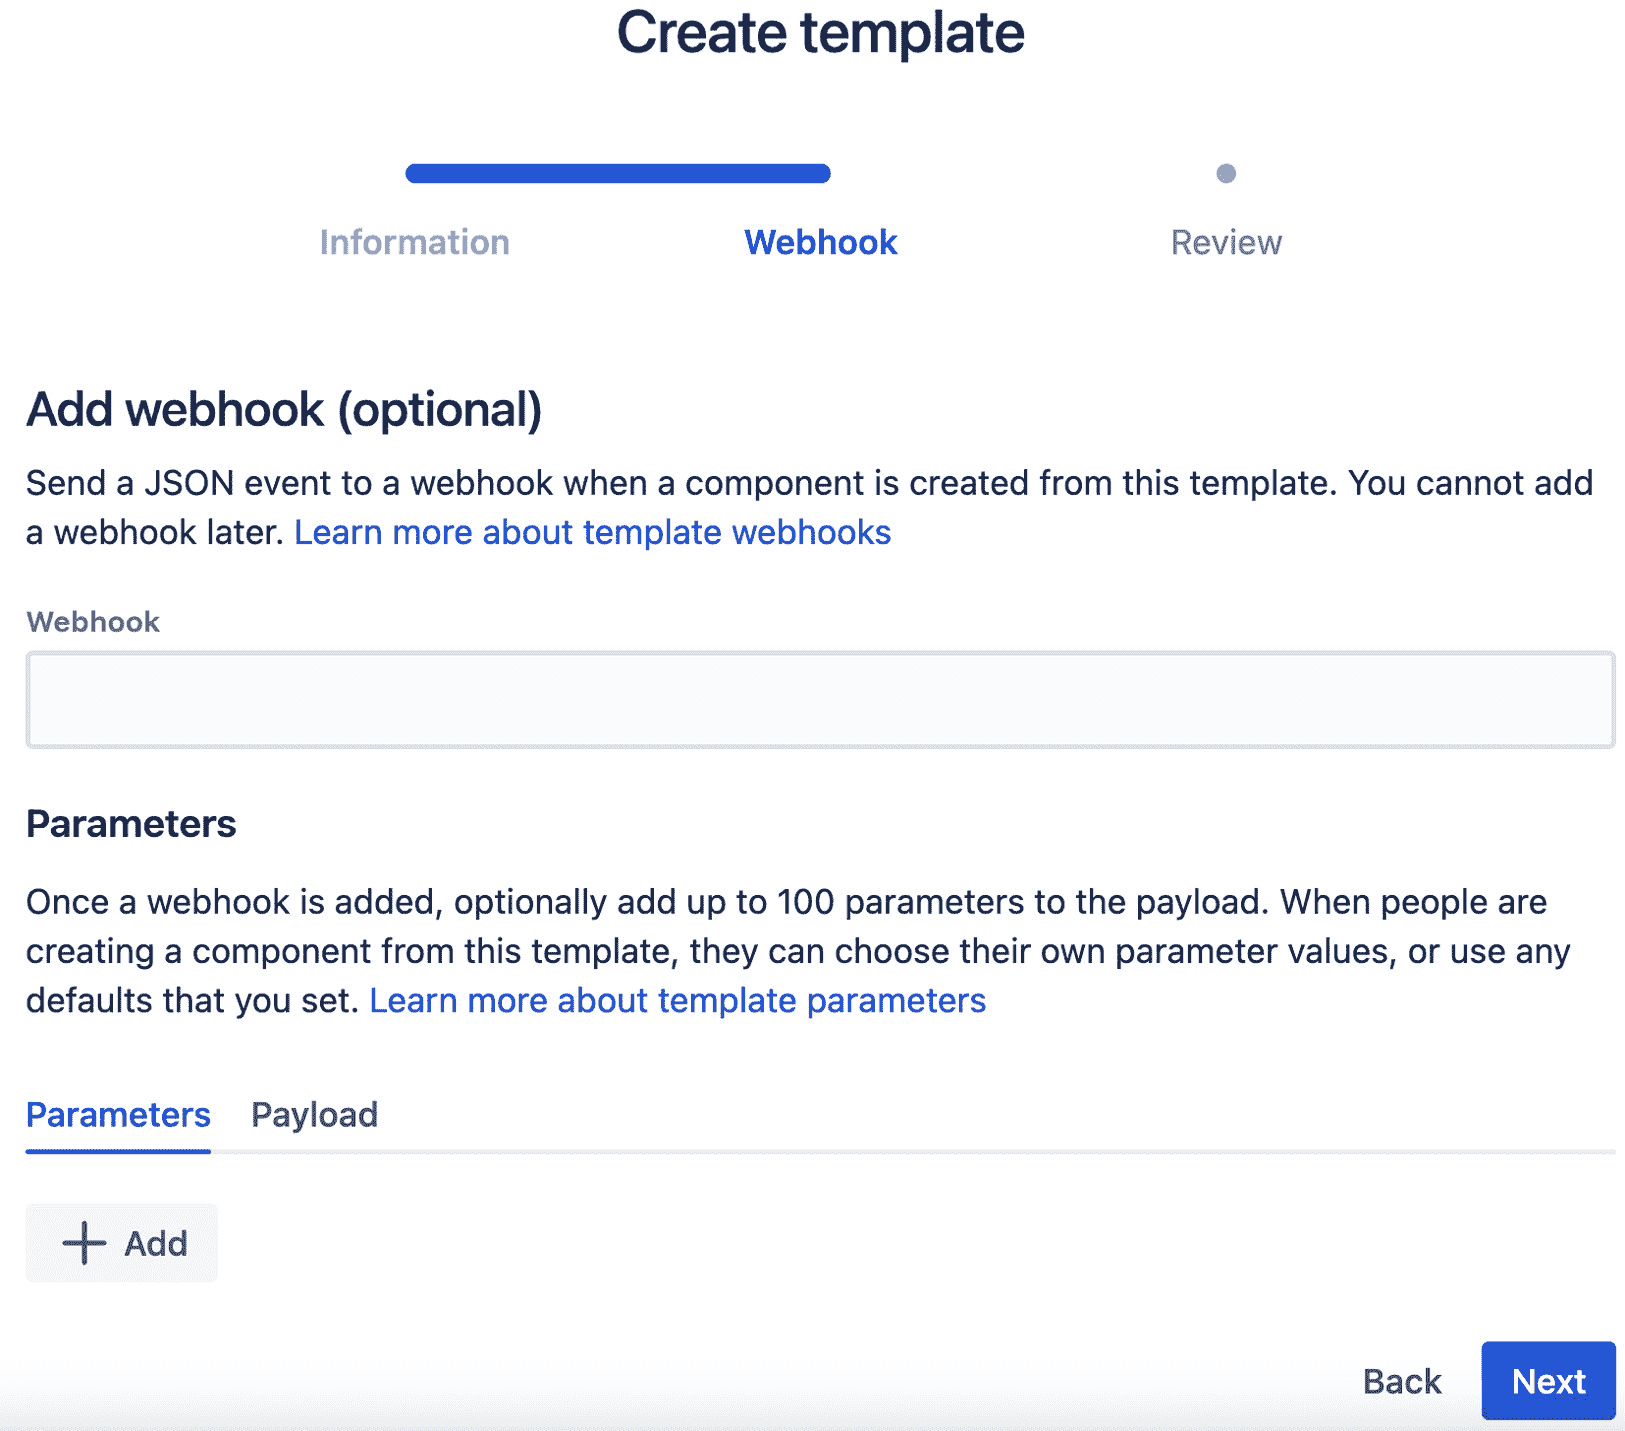 Create template
Information
Webhook
Review
Add webhook (optional)
Send a JSON event to a webhook when a component is created from this template. You cannot add
a webhook later. Learn more about template webhooks
Webhook
Parameters
Once a webhook is added, optionally add up to 100 parameters to the payload. When people are
creating a component from this template, they can choose their own parameter values, or use any
defaults that you set. Learn more about template parameters
Parameters
Payload
Add
Back
Next